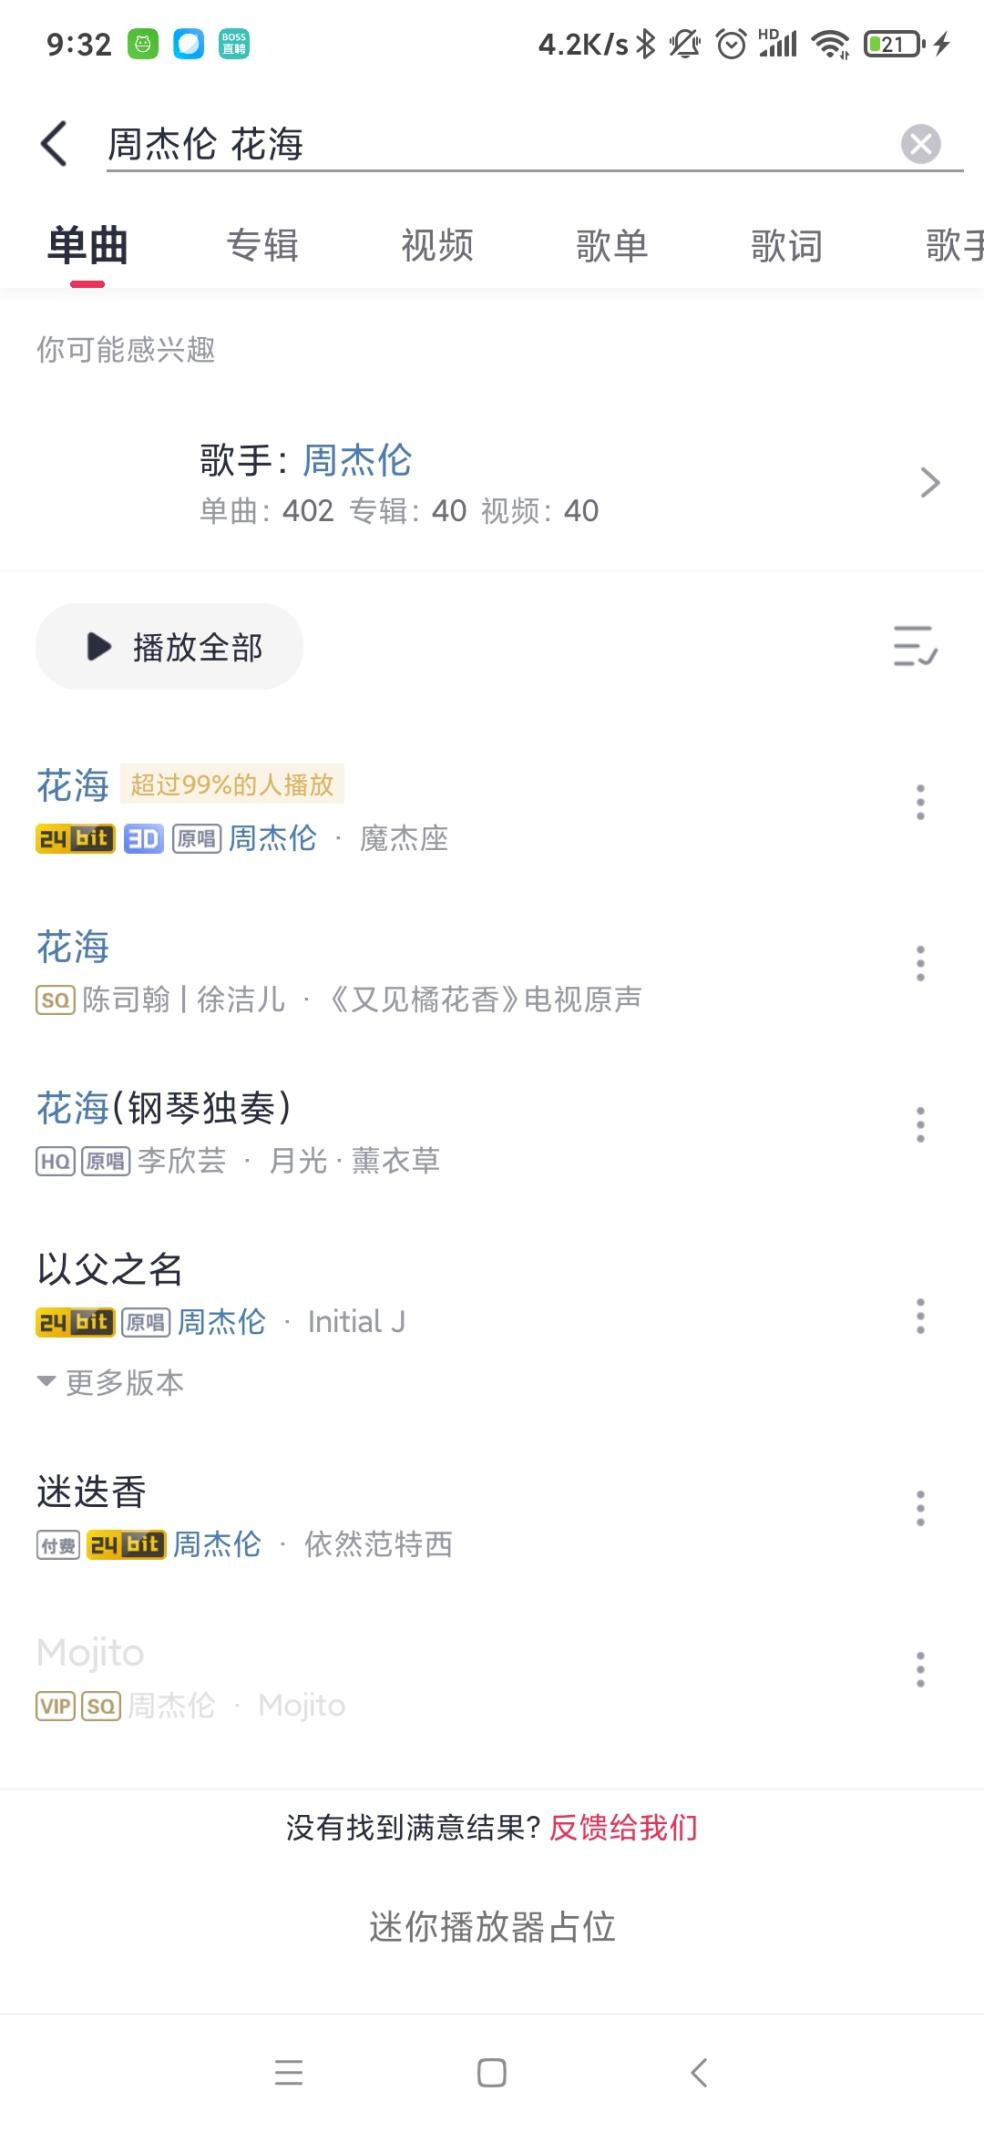 9:32 BOSS直聘 4.2K/s HD 21
周杰伦 花海
单曲 专辑 视频 歌单 歌词 歌手
你可能感兴趣
歌手：周杰伦
单曲：402 专辑：40 视频：40
播放全部
花海 超过99%的人播放
24 bit 3D 原唱 周杰伦 · 魔杰座
花海
SQ 陈司翰 | 徐洁儿 · 《又见橘花香》电视原声
花海(钢琴独奏)
HQ 原唱 李欣芸 · 月光·薰衣草
以父之名
24 bit 原唱 周杰伦 · Initial J
更多版本
迷迭香
付费 24 bit 周杰伦 · 依然范特西
Mojito
VIP SQ 周杰伦 · Mojito
没有找到满意结果？反馈给我们
迷你播放器占位